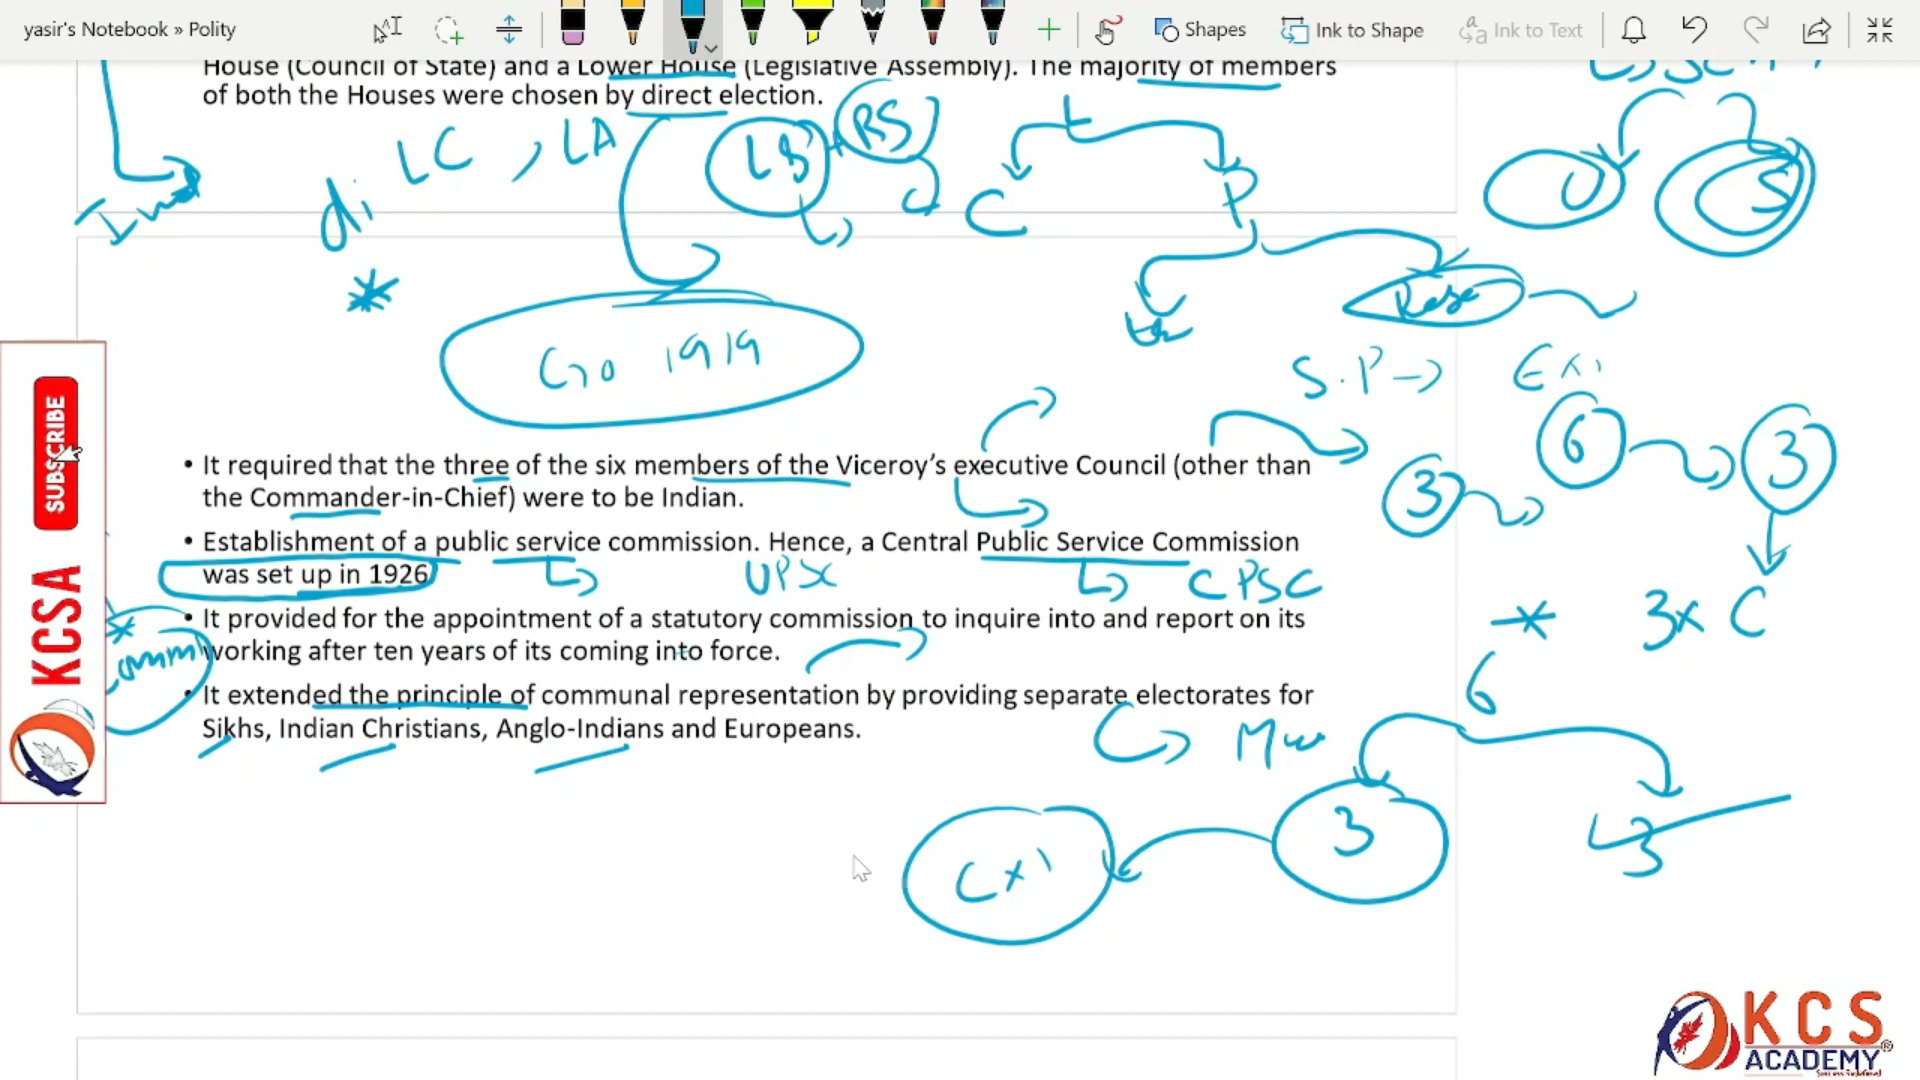 yasir's Notebook » Polity
Shapes
Ink to Shape
Ink to Text
House (Council of State) and a Lower House (Legislative Assembly). The majority of members
of both the Houses were chosen by direct election.
LC , LA
RS
C
P
U
S
di
Ind
Rese
Go 1919
S.P
6
3
3
• It required that the three of the six members of the Viceroy’s executive Council (other than
the Commander-in-Chief) were to be Indian.
• Establishment of a public service commission. Hence, a Central Public Service Commission
was set up in 1926
UPSC
CPSC
• It provided for the appointment of a statutory commission to inquire into and report on its
working after ten years of its coming into force.
3x C
6
• It extended the principle of communal representation by providing separate electorates for
Sikhs, Indian Christians, Anglo-Indians and Europeans.
3
3
SUBSCRIBE
KCSA
KCS
ACADEMY®